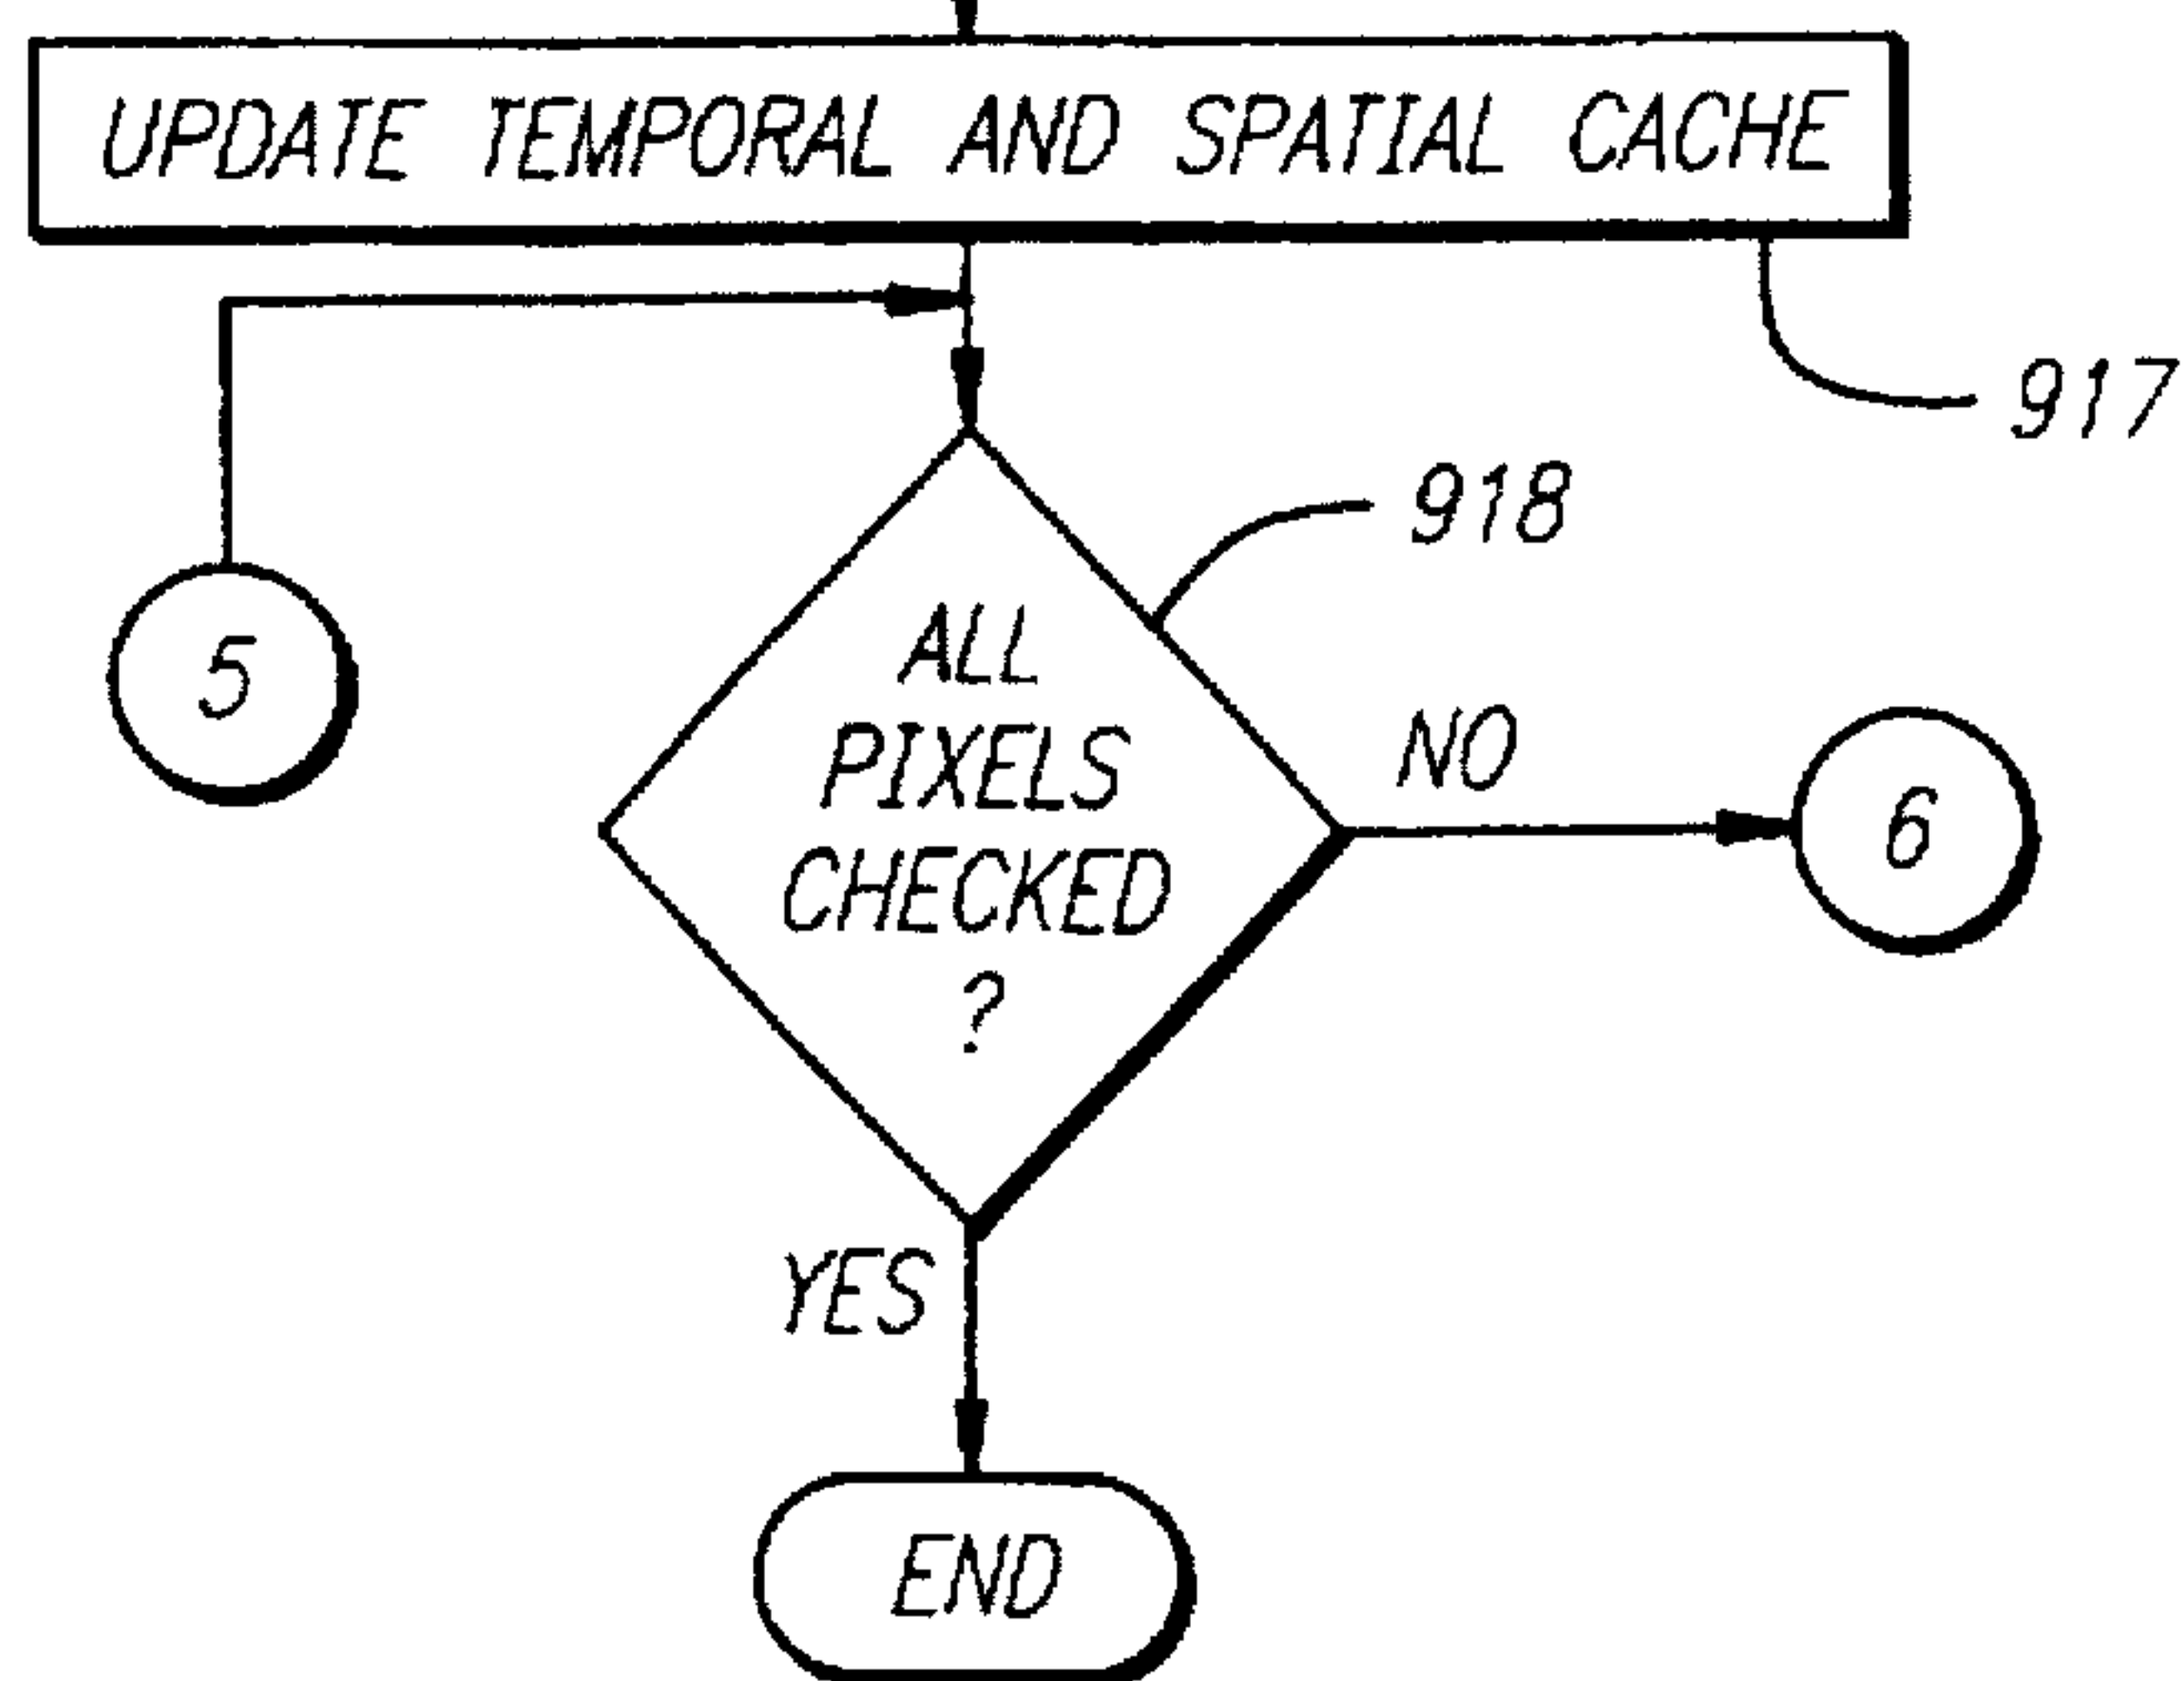 UPDATE TEMPORAL AND SPATIAL CACHE
917
918
5
ALL
PIXELS
CHECKED
?
NO
6
YES
END